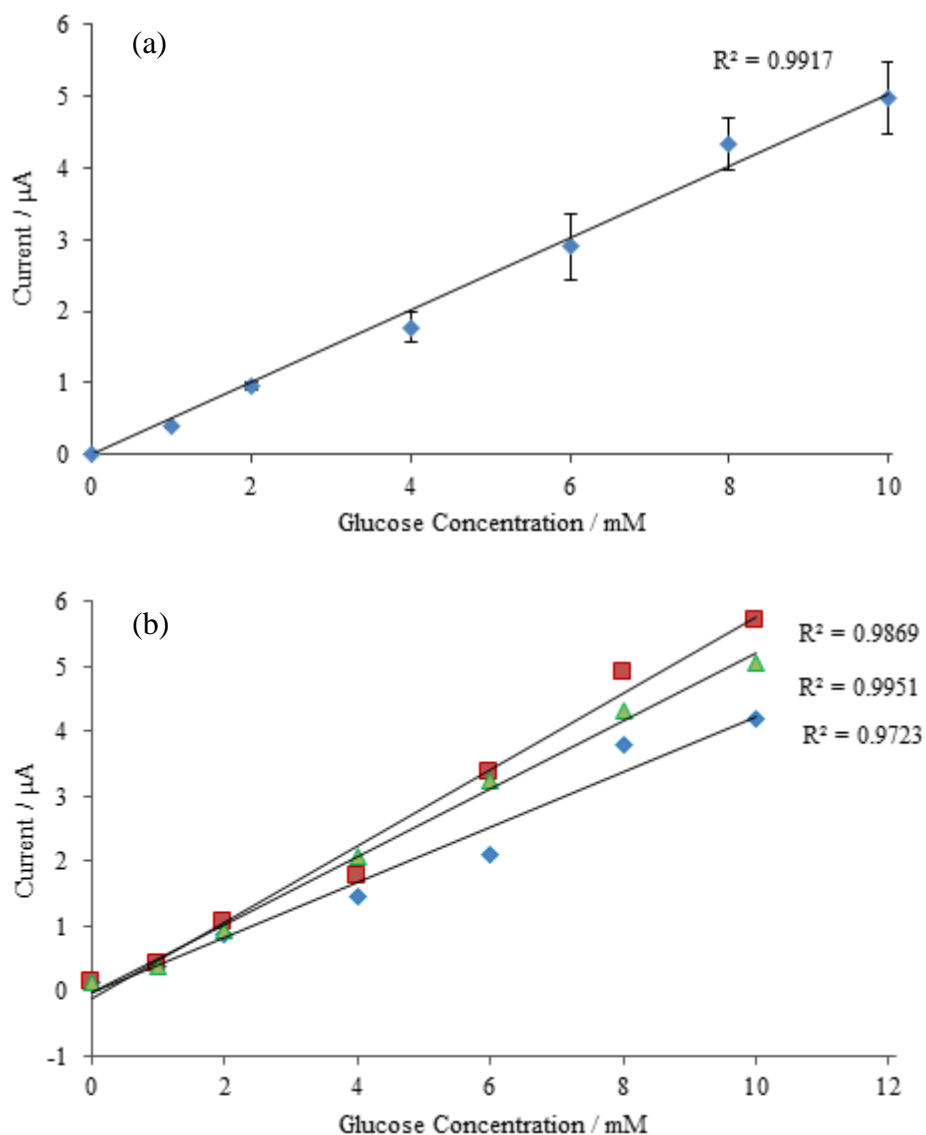 (a)
R² = 0.9917
6
5
4
3
2
1
0
Current / µA
0 2 4 6 8 10
Glucose Concentration / mM
(b)
R² = 0.9869
R² = 0.9951
R² = 0.9723
6
5
4
3
2
1
0
-1
Current / µA
0 2 4 6 8 10 12
Glucose Concentration / mM